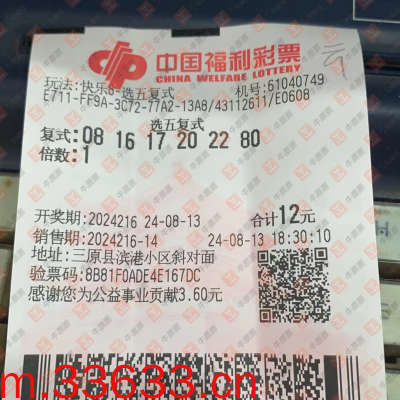 中国福利彩票
CHINA WELFARE LOTTERY
云
玩法:快乐8-选五复式 机号:61040749
E711-FF9A-3C72-77A2-13A8/43112611/E0608
选五复式
复式:08 16 17 20 22 80
倍数:1
开奖期:2024216 24-08-13 合计12元
销售期:2024216-14 24-08-13 18:30:10
地址:三原县滨港小区斜对面
验票码:8B81F0ADE4E167DC
感谢您为公益事业贡献3.60元
m.33633.cn